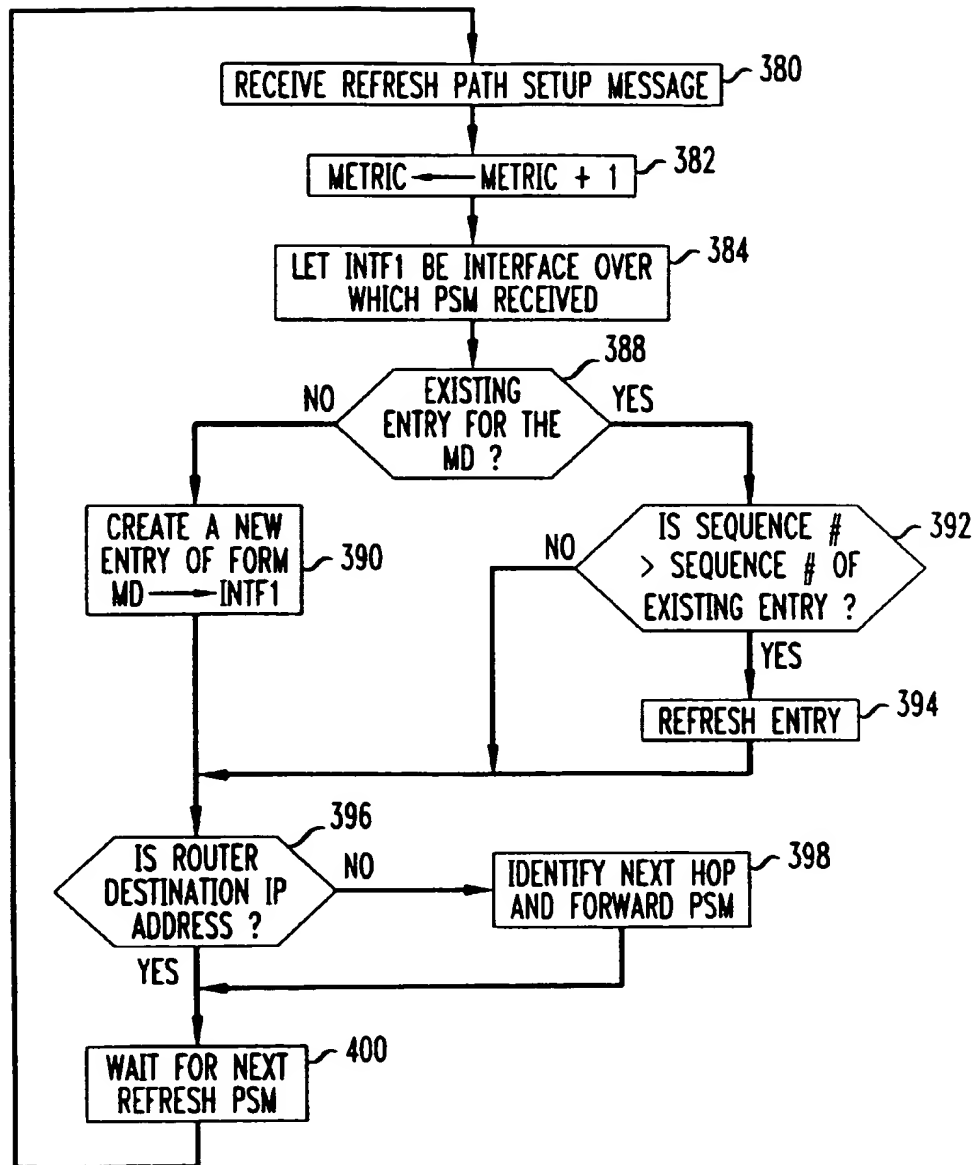 RECEIVE REFRESH PATH SETUP MESSAGE
380
METRIC ← METRIC + 1
382
LET INTF1 BE INTERFACE OVER
WHICH PSM RECEIVED
384
388
NO
EXISTING
ENTRY FOR THE
MD ?
YES
CREATE A NEW
ENTRY OF FORM
MD → INTF1
390
NO
IS SEQUENCE #
> SEQUENCE # OF
EXISTING ENTRY ?
392
YES
REFRESH ENTRY
394
396
IS ROUTER
DESTINATION IP
ADDRESS ?
NO
IDENTIFY NEXT HOP
AND FORWARD PSM
398
YES
WAIT FOR NEXT
REFRESH PSM
400